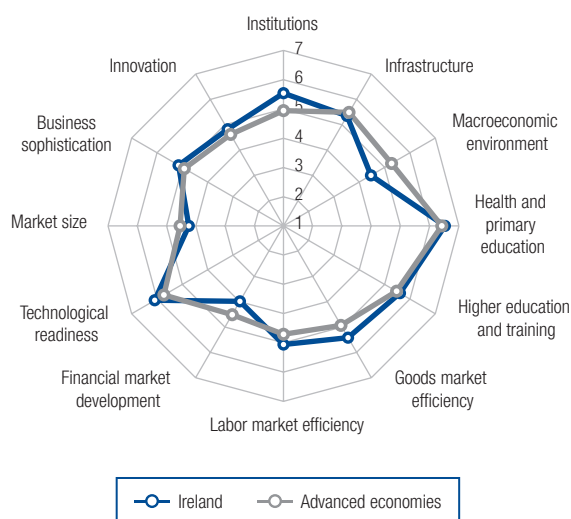 Institutions
7
6
5
4
3
2
1
Infrastructure
Macroeconomic
environment
Health and
primary
education
Higher education
and training
Goods market
efficiency
Labor market efficiency
Financial market
development
Technological
readiness
Market size
Business
sophistication
Innovation
Ireland
Advanced economies